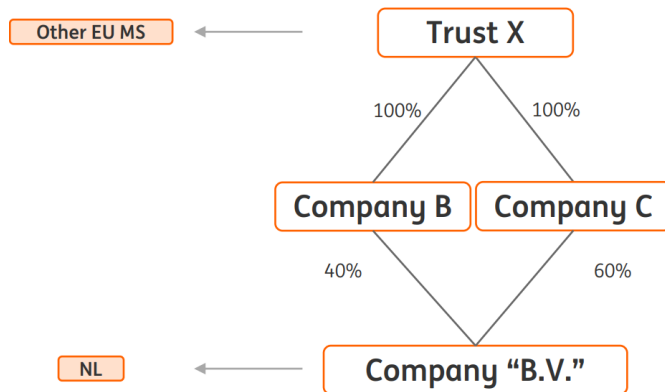 Other EU MS
Trust X
100%
100%
Company B
Company C
40%
60%
NL
Company “B.V.”